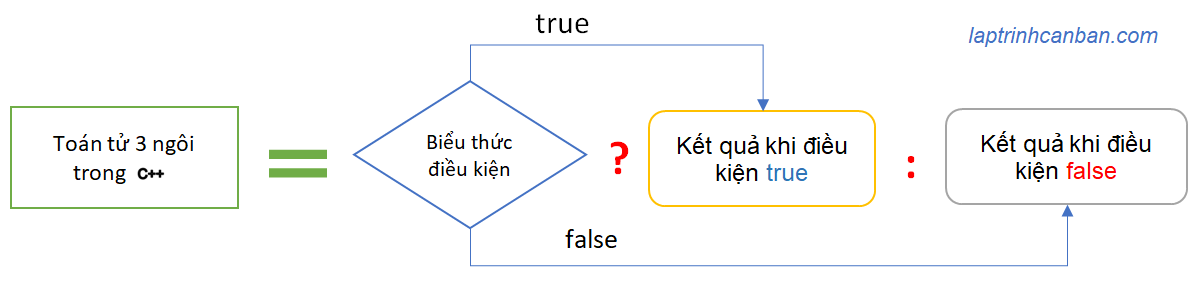 true
laptrinhcanban.com
Toán tử 3 ngôi
trong C++
=
Biểu thức
điều kiện
?
Kết quả khi điều
kiện true
:
Kết quả khi điều
kiện false
false